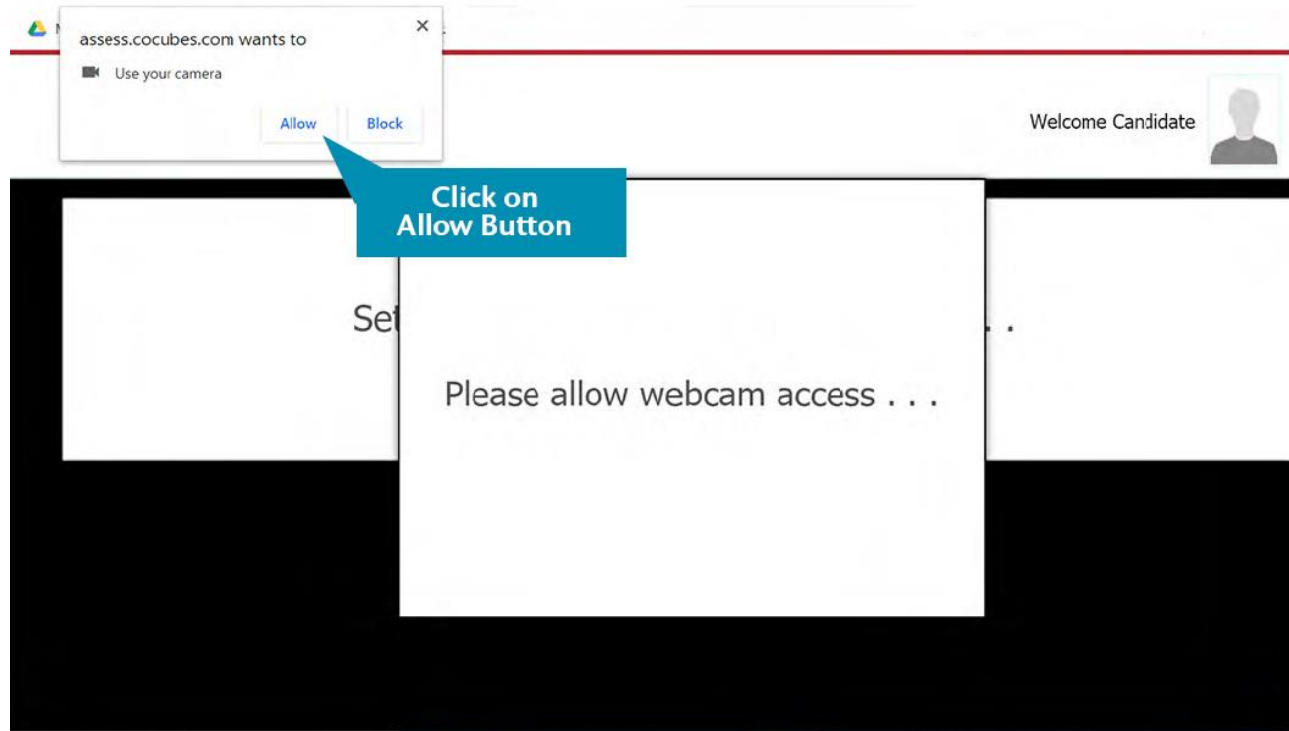 assess.cocubes.com wants to
Use your camera
Allow Block
Welcome Candidate
Click on
Allow Button
Set . .
Please allow webcam access . . .